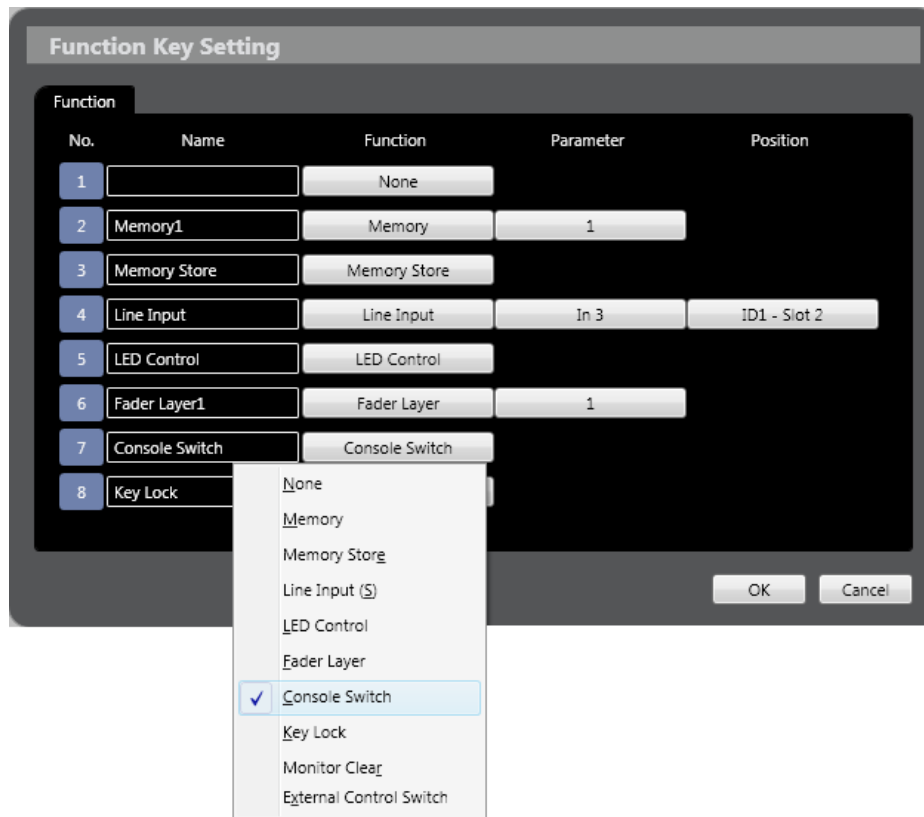 Function Key Setting
Function
No. Name Function Parameter Position
1 None
2 Memory1 Memory 1
3 Memory Store Memory Store
4 Line Input Line Input In 3 ID1 - Slot 2
5 LED Control LED Control
6 Fader Layer1 Fader Layer 1
7 Console Switch Console Switch
8 Key Lock
None
Memory
Memory Store
Line Input (S)
LED Control
Fader Layer
Console Switch
Key Lock
Monitor Clear
External Control Switch
OK Cancel